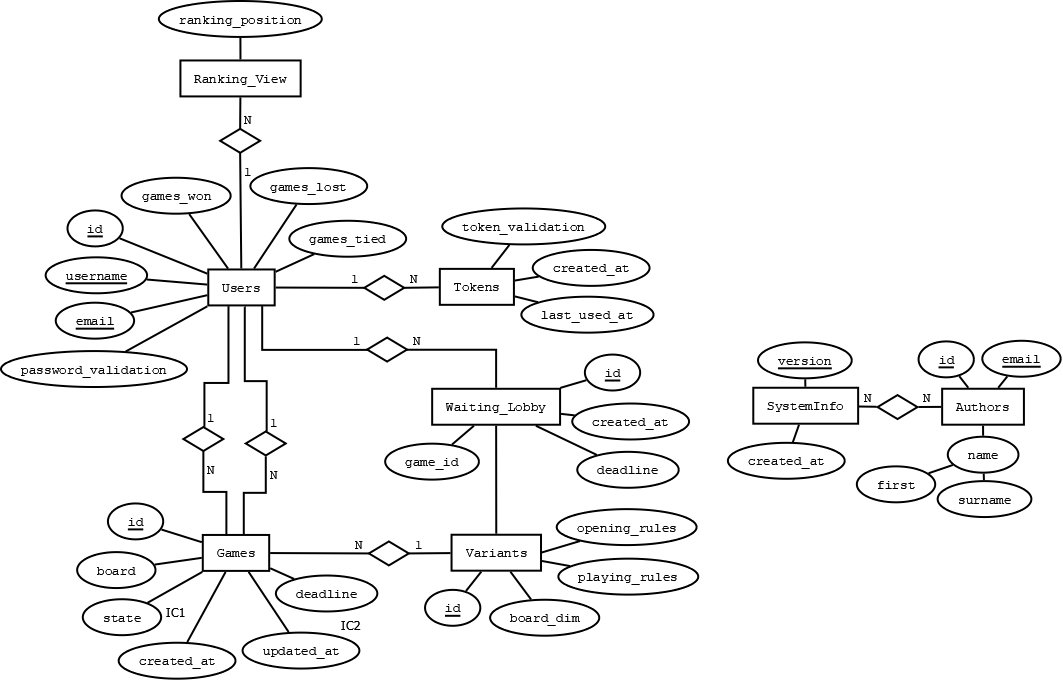 ranking_position
Ranking_View
N
1
games_won
games_lost
id
games_tied
username
email
password_validation
Users
1
N
Tokens
token_validation
created_at
last_used_at
1
N
Waiting_Lobby
id
created_at
deadline
game_id
1
N
1
N
id
board
state
IC1
created_at
updated_at
IC2
deadline
Games
N
1
Variants
opening_rules
playing_rules
id
board_dim
version
SystemInfo
created_at
N
N
Authors
id
email
name
first
surname